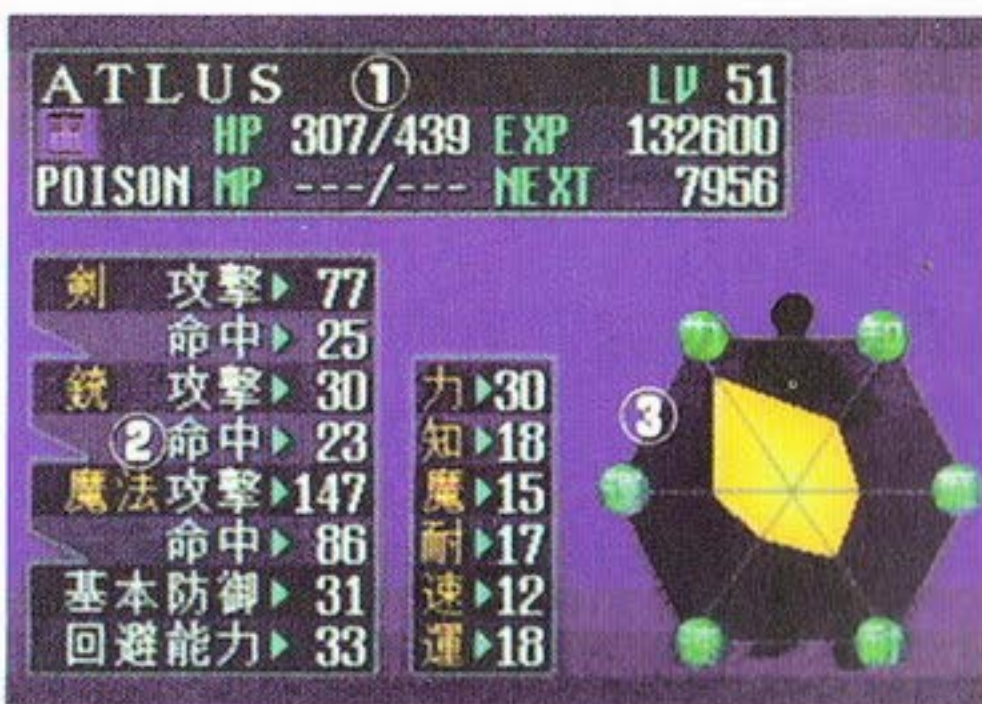 ATLUS ① LV 51
HP 307/439 EXP 132600
POISON MP ---/--- NEXT 7956
剣 攻撃▶ 77
命中▶ 25
銃 攻撃▶ 30
② 命中▶ 23
魔法攻撃▶147
命中▶ 86
基本防御▶ 31
回避能力▶ 33
力▶30
知▶18
魔▶15
耐▶17
速▶12
運▶18
③